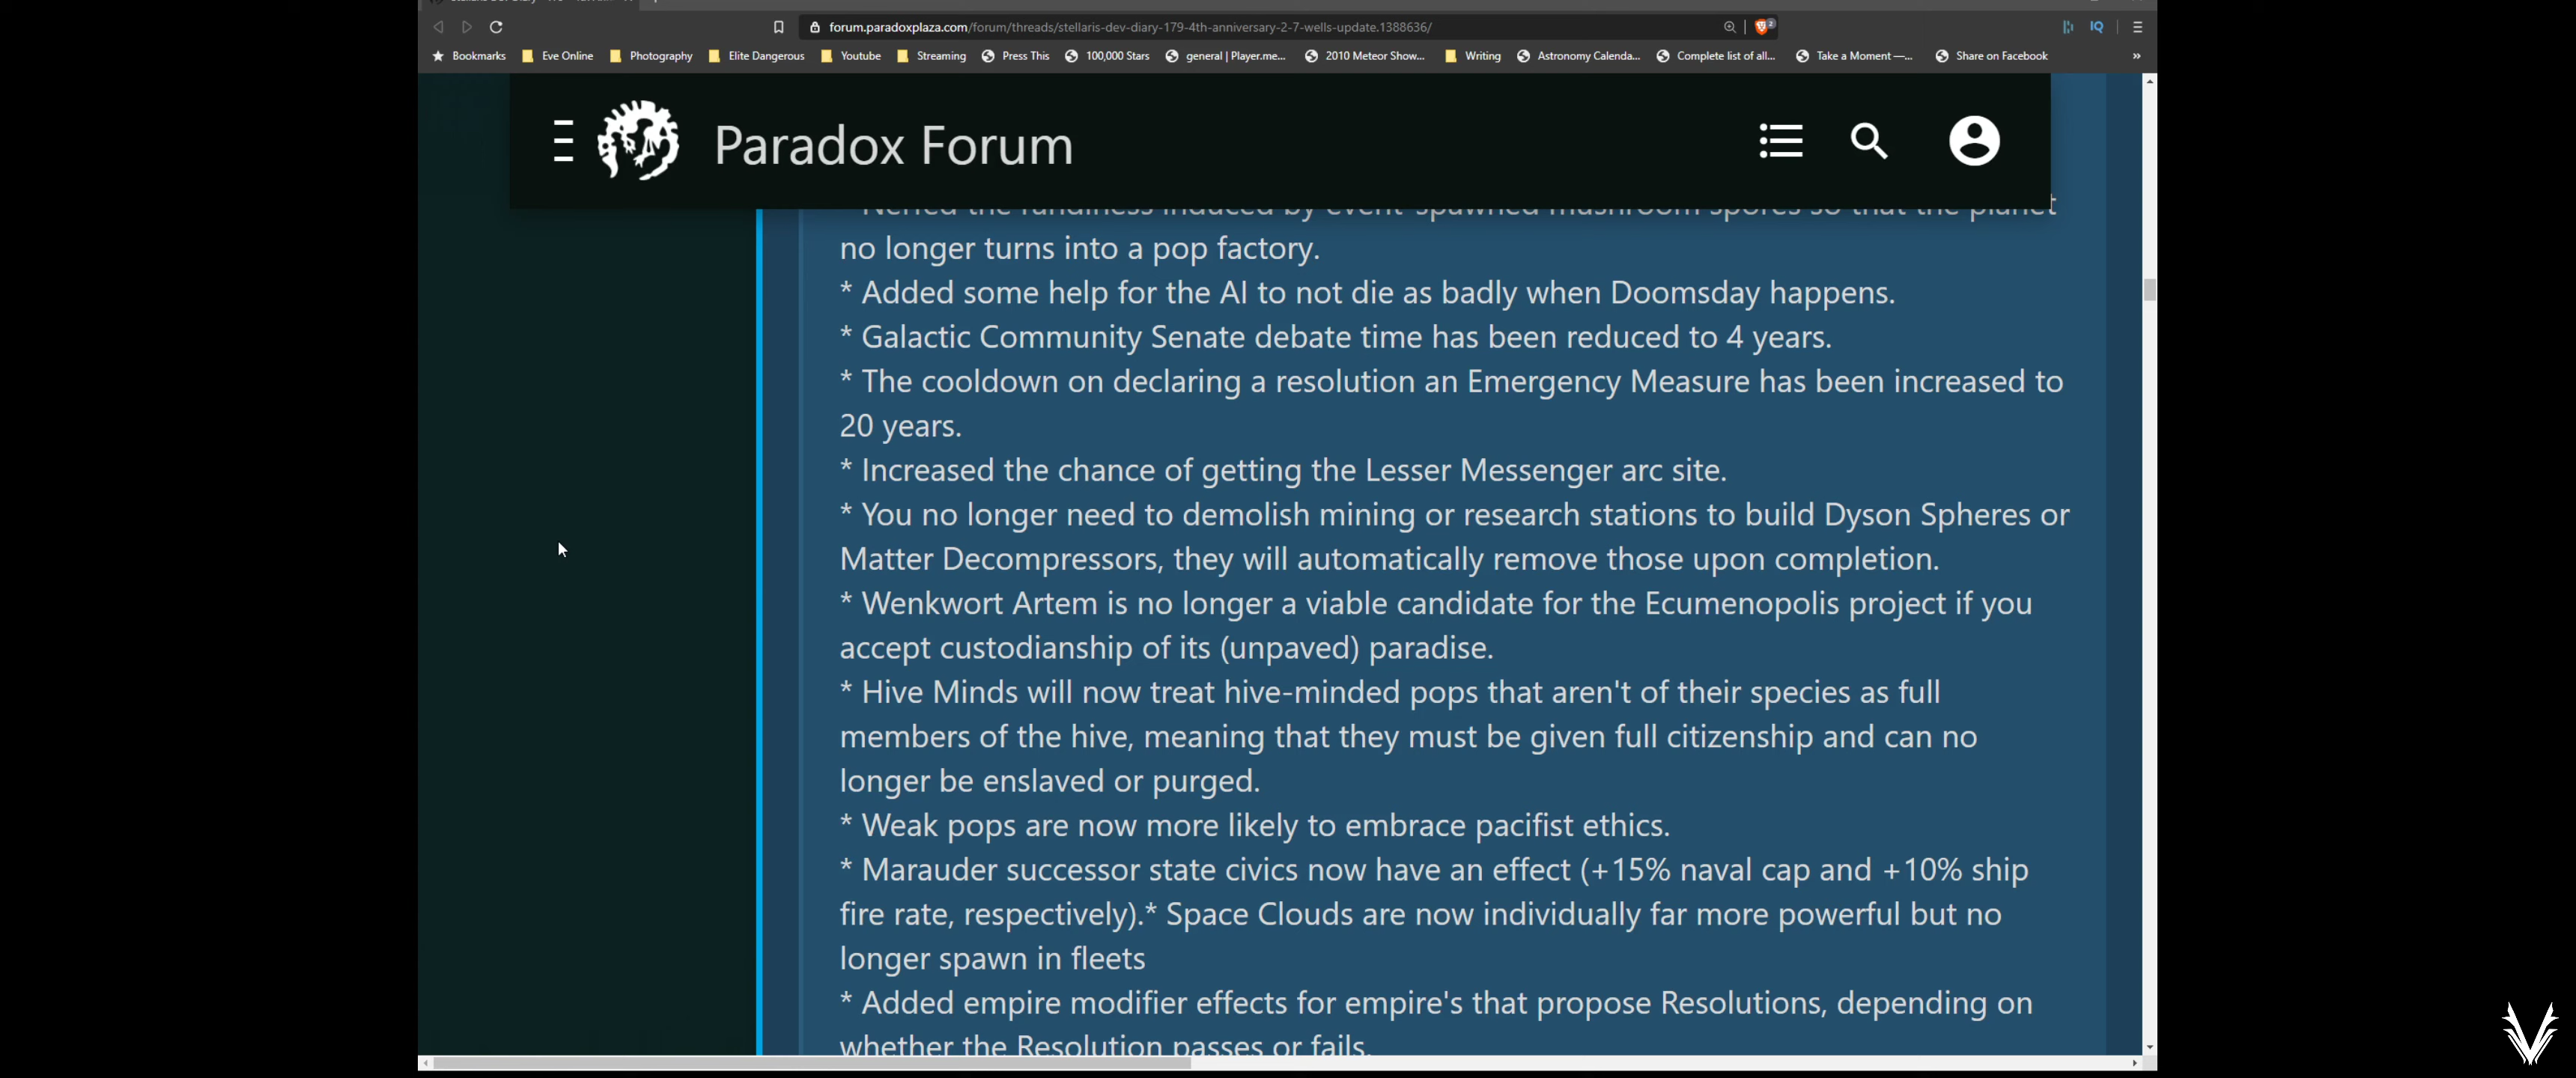 forum.paradoxplaza.com/forum/threads/stellaris-dev-diary-179-4th-anniversary-2-7-wells-update.1388636/
2
IQ
Bookmarks Eve Online Photography Elite Dangerous Youtube Streaming Press This 100,000 Stars general | Player.me... 2010 Meteor Show... Writing Astronomy Calenda... Complete list of all... Take a Moment —... Share on Facebook »
Paradox Forum
no longer turns into a pop factory.
* Added some help for the AI to not die as badly when Doomsday happens.
* Galactic Community Senate debate time has been reduced to 4 years.
* The cooldown on declaring a resolution an Emergency Measure has been increased to
20 years.
* Increased the chance of getting the Lesser Messenger arc site.
* You no longer need to demolish mining or research stations to build Dyson Spheres or
Matter Decompressors, they will automatically remove those upon completion.
* Wenkwort Artem is no longer a viable candidate for the Ecumenopolis project if you
accept custodianship of its (unpaved) paradise.
* Hive Minds will now treat hive-minded pops that aren't of their species as full
members of the hive, meaning that they must be given full citizenship and can no
longer be enslaved or purged.
* Weak pops are now more likely to embrace pacifist ethics.
* Marauder successor state civics now have an effect (+15% naval cap and +10% ship
fire rate, respectively).* Space Clouds are now individually far more powerful but no
longer spawn in fleets
* Added empire modifier effects for empire's that propose Resolutions, depending on
whether the Resolution passes or fails.